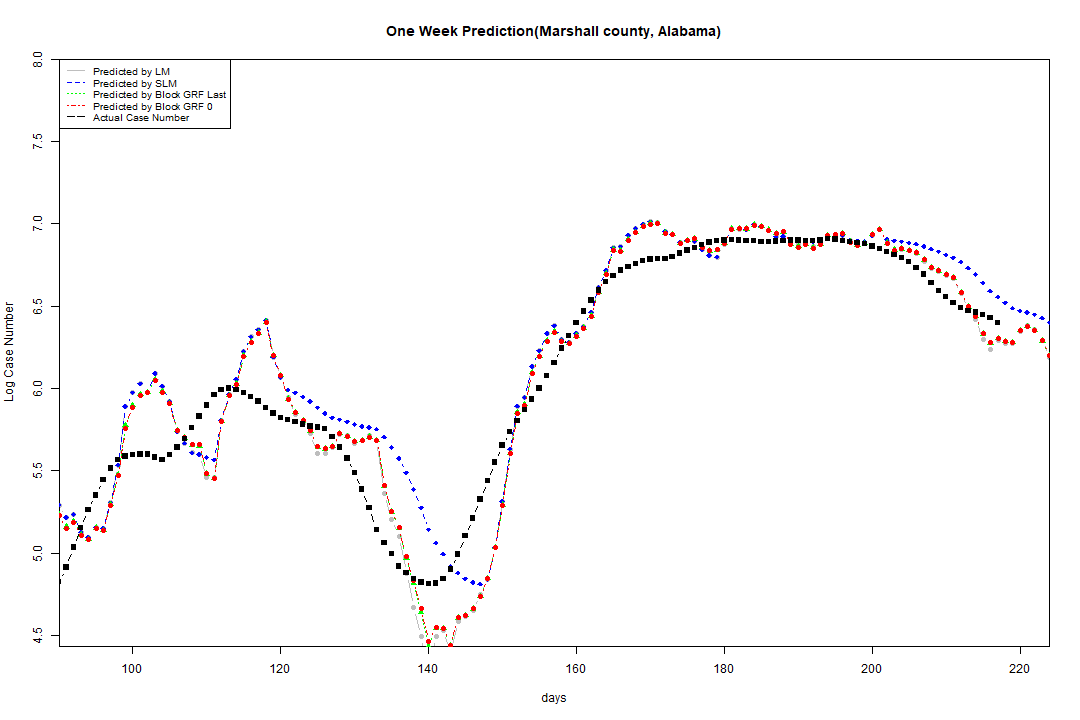 One Week Prediction(Marshall county, Alabama)
Predicted by LM
Predicted by SLM
Predicted by Block GRF Last
Predicted by Block GRF 0
Actual Case Number
Log Case Number
8.0
7.5
7.0
6.5
6.0
5.5
5.0
4.5
100 120 140 160 180 200 220
days